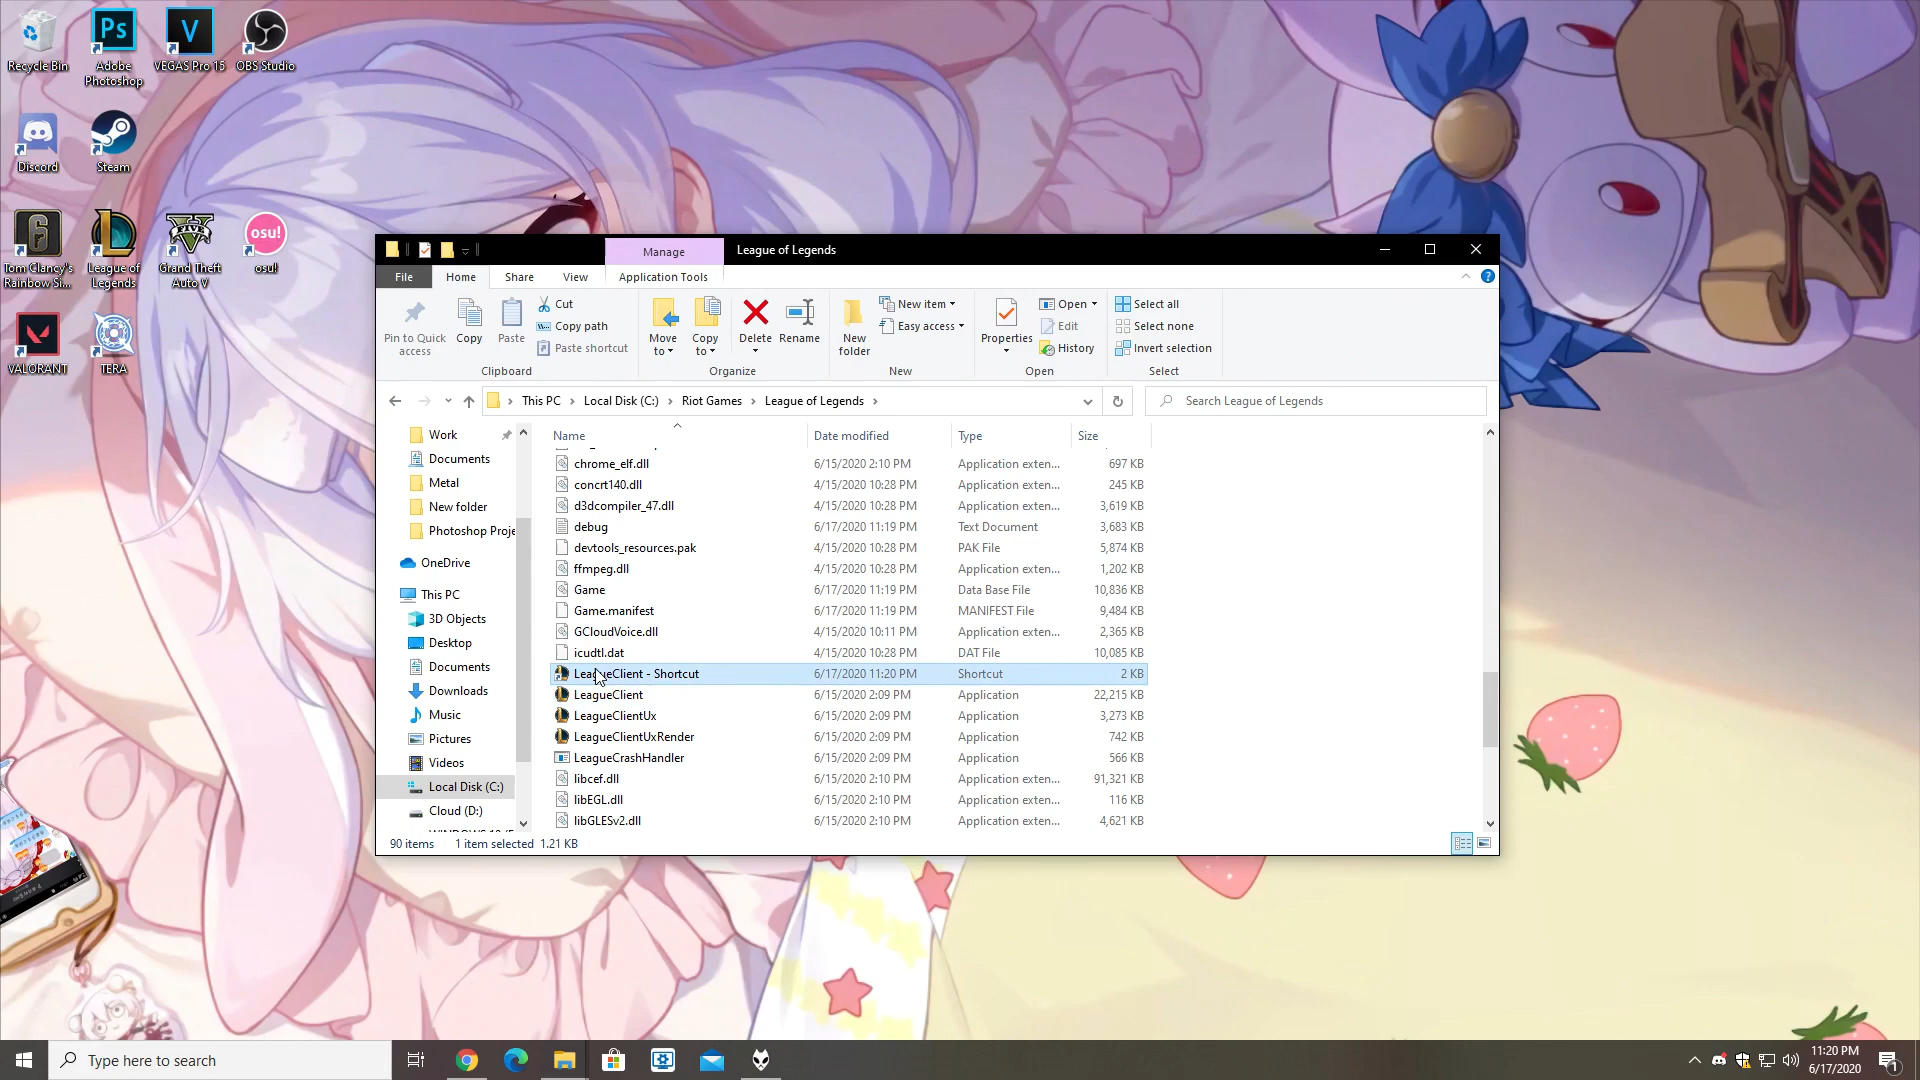 Recycle Bin
Adobe
Photoshop
VEGAS Pro 15
OBS Studio
Discord
Steam
Tom Clancy's
Rainbow Si...
League of
Legends
Grand Theft
Auto V
osu!
osu!
VALORANT
TERA
Manage
League of Legends
File
Home
Share
View
Application Tools
Pin to Quick
access
Copy
Paste
Cut
Copy path
Paste shortcut
Clipboard
Move
to
Copy
to
Delete
Rename
Organize
New
folder
New item
Easy access
New
Properties
Open
Edit
History
Open
Select all
Select none
Invert selection
Select
This PC
Local Disk (C:)
Riot Games
League of Legends
Search League of Legends
Work
Documents
Metal
New folder
Photoshop Proje
OneDrive
This PC
3D Objects
Desktop
Documents
Downloads
Music
Pictures
Videos
Local Disk (C:)
Cloud (D:)
Name Date modified Type Size
chrome_elf.dll 6/15/2020 2:10 PM Application exten... 697 KB
concrt140.dll 4/15/2020 10:28 PM Application exten... 245 KB
d3dcompiler_47.dll 4/15/2020 10:28 PM Application exten... 3,619 KB
debug 6/17/2020 11:19 PM Text Document 3,683 KB
devtools_resources.pak 4/15/2020 10:28 PM PAK File 5,874 KB
ffmpeg.dll 4/15/2020 10:28 PM Application exten... 1,202 KB
Game 6/17/2020 11:19 PM Data Base File 10,836 KB
Game.manifest 6/17/2020 11:19 PM MANIFEST File 9,484 KB
GCloudVoice.dll 4/15/2020 10:11 PM Application exten... 2,365 KB
icudtl.dat 4/15/2020 10:28 PM DAT File 10,085 KB
LeagueClient - Shortcut 6/17/2020 11:20 PM Shortcut 2 KB
LeagueClient 6/15/2020 2:09 PM Application 22,215 KB
LeagueClientUx 6/15/2020 2:09 PM Application 3,273 KB
LeagueClientUxRender 6/15/2020 2:09 PM Application 742 KB
LeagueCrashHandler 6/15/2020 2:09 PM Application 566 KB
libcef.dll 6/15/2020 2:10 PM Application exten... 91,321 KB
libEGL.dll 6/15/2020 2:10 PM Application exten... 116 KB
libGLESv2.dll 6/15/2020 2:10 PM Application exten... 4,621 KB
90 items 1 item selected 1.21 KB
Type here to search
11:20 PM
6/17/2020
1